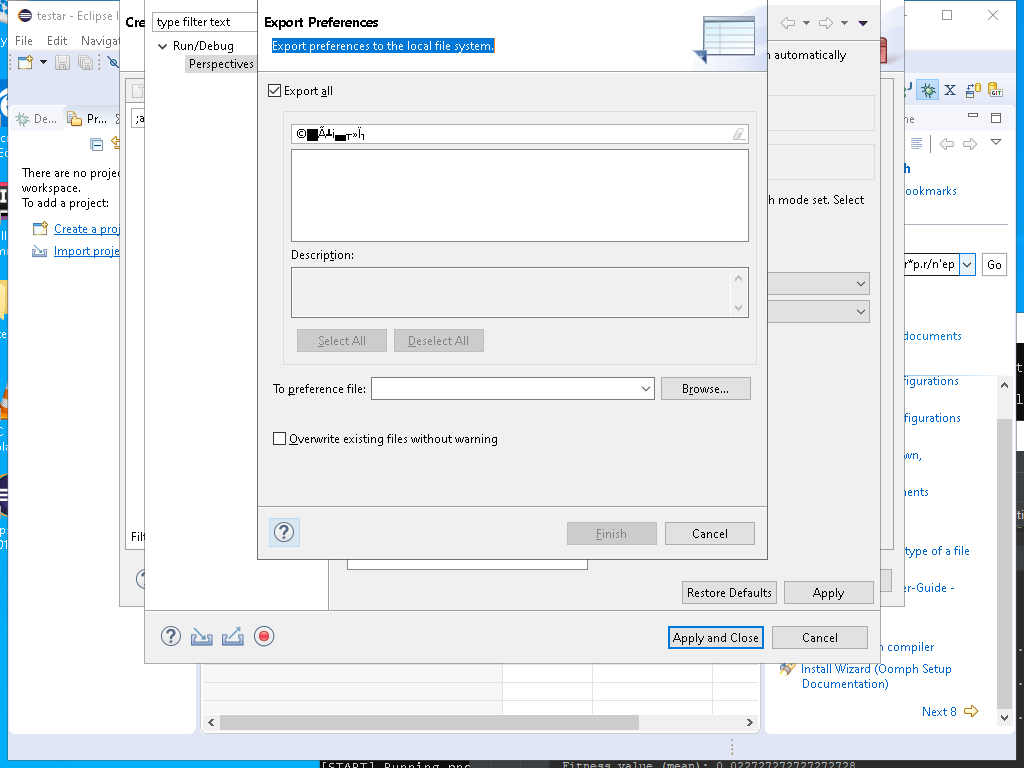 testar - Eclipse
File Edit Navigat
Cre
type filter text
Run/Debug
Perspectives
Export Preferences
Export preferences to the local file system.
Export all
Description:
Select All
Deselect All
To preference file:
Browse...
Overwrite existing files without warning
Finish
Cancel
automatically
h mode set. Select
De...
Pr...
There are no proje
workspace.
To add a project:
Create a proj
Import proje
ookmarks
r*p.r/n'ep
Go
documents
figurations
figurations
wn,
ents
type of a file
er-Guide -
compiler
Install Wizard (Oomph Setup
Documentation)
Next 8
Filt
Restore Defaults
Apply
Apply and Close
Cancel
[START] Running
Fitness value (mean): 0.022727272727272728